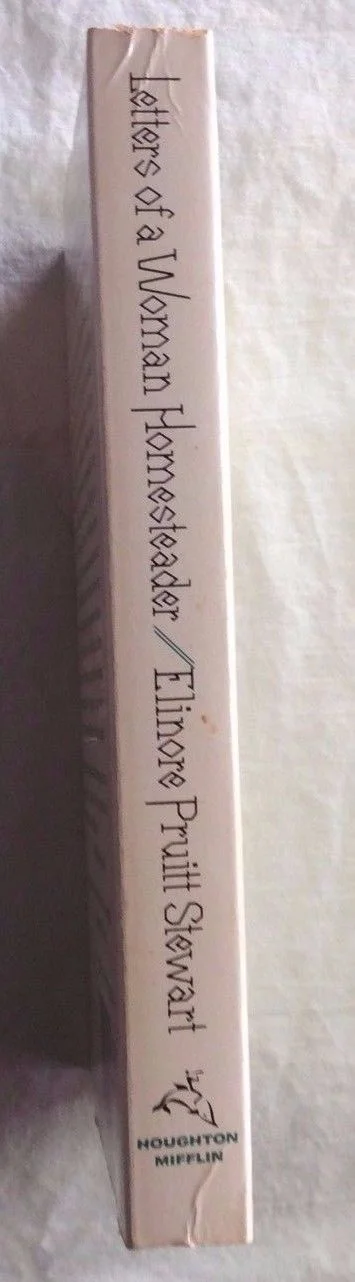 Letters of a Woman Homesteader // Elinore Pruitt Stewart
HOUGHTON
MIFFLIN